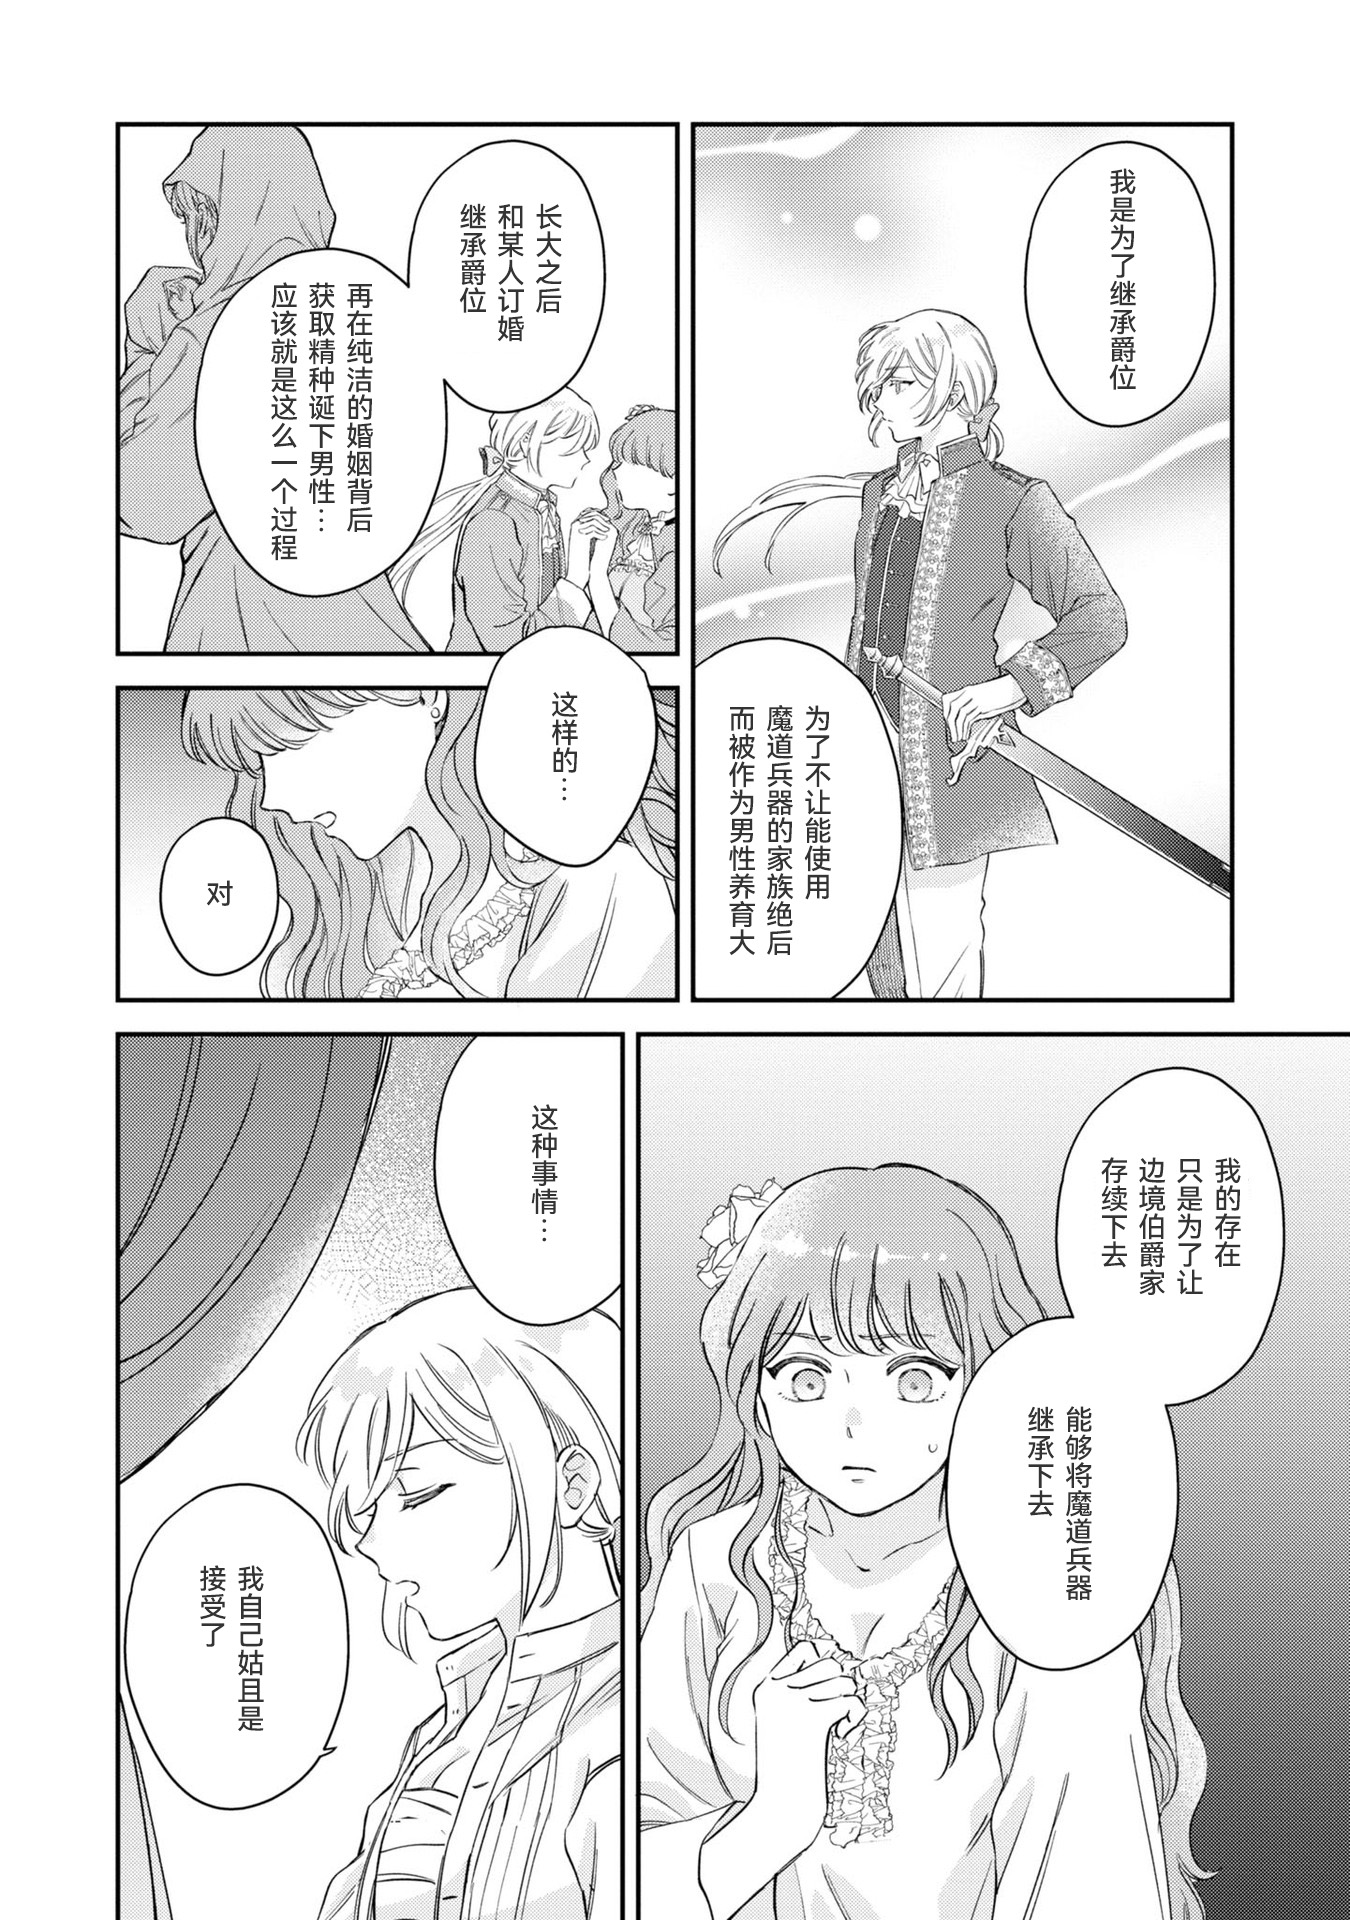 我是为了继承爵位
为了不让能使用
魔道兵器的家族绝后
而被作为男性养育大
长大之后
和某人订婚
继承爵位
再在纯洁的婚姻背后
获取精种诞下男性…
应该就是这么一个过程
这样的…
对
我的存在
只是为了让
边境伯爵家
存续下去
能够将魔道兵器
继承下去
这种事情…
我自己姑且是
接受了